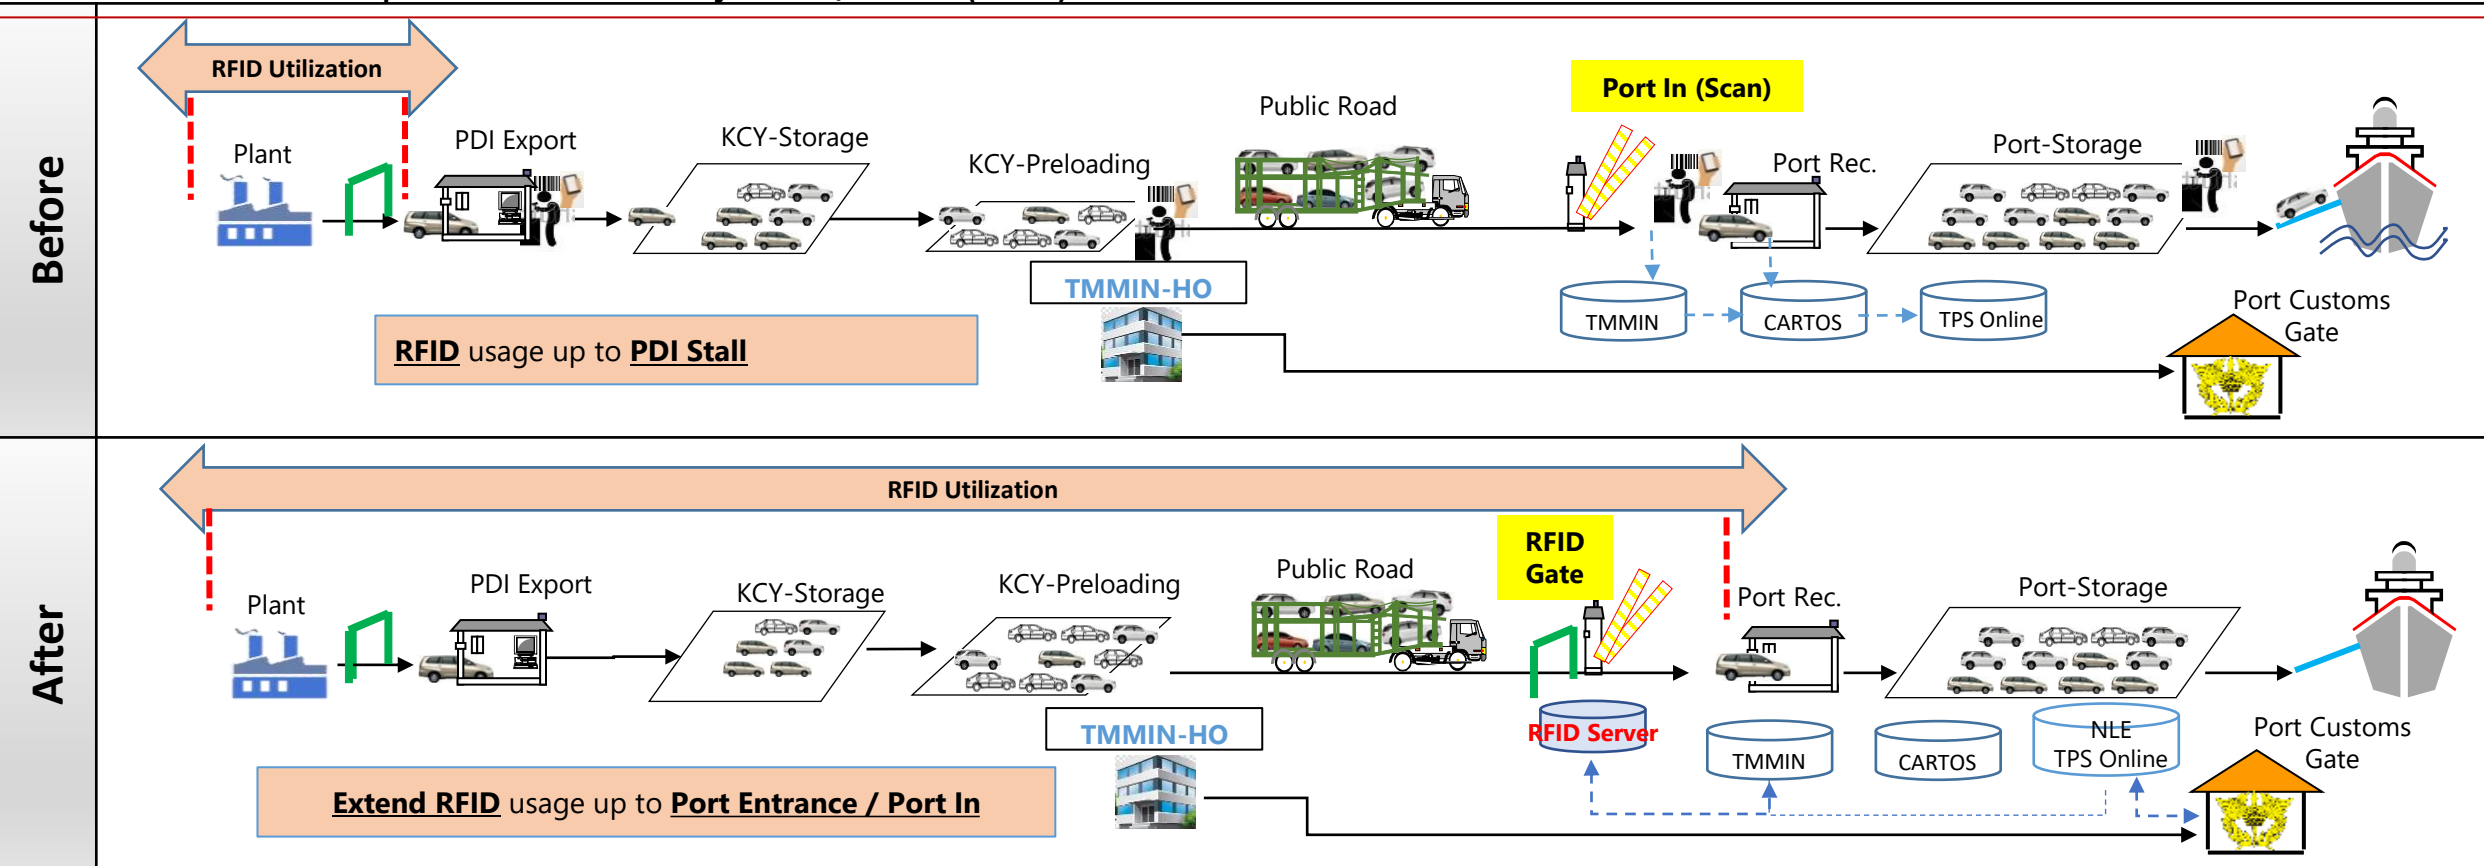 Before
RFID Utilization
Port In (Scan)
Public Road
Plant
PDI Export
KCY-Storage
KCY-Preloading
Port Rec.
Port-Storage
TMMIN-HO
TMMIN
CARTOS
TPS Online
Port Customs
Gate
RFID usage up to PDI Stall
After
RFID Utilization
RFID
Gate
Public Road
Plant
PDI Export
KCY-Storage
KCY-Preloading
Port Rec.
Port-Storage
TMMIN-HO
RFID Server
TMMIN
CARTOS
NLE
TPS Online
Port Customs
Gate
Extend RFID usage up to Port Entrance / Port In